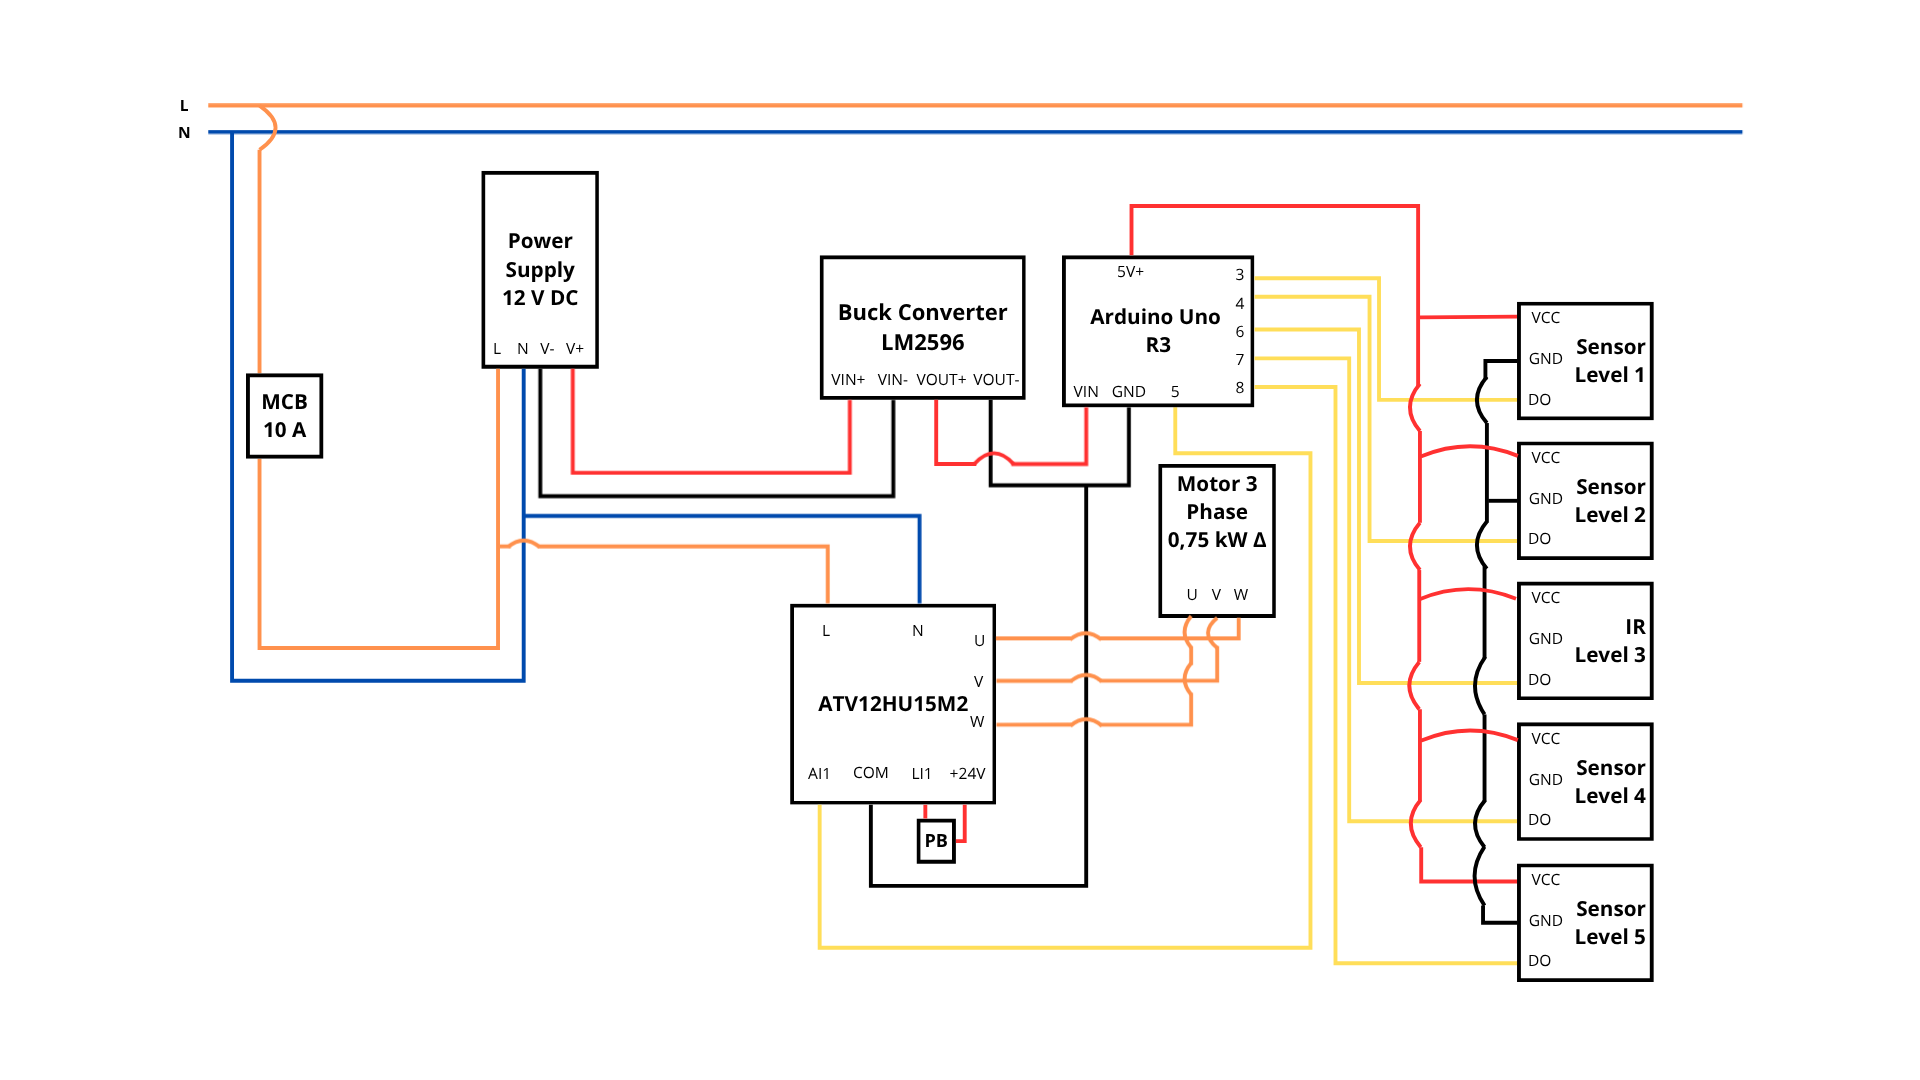 L
N
Power
Supply
12 V DC
L N V- V+
MCB
10 A
Buck Converter
LM2596
VIN+ VIN- VOUT+ VOUT-
5V+
Arduino Uno
R3
3
4
6
7
8
VIN GND 5
Motor 3
Phase
0,75 kW Δ
U V W
L N
U
V
W
ATV12HU15M2
AI1 COM LI1 +24V
PB
VCC
GND
DO
Sensor
Level 1
VCC
GND
DO
Sensor
Level 2
VCC
GND
DO
IR
Level 3
VCC
GND
DO
Sensor
Level 4
VCC
GND
DO
Sensor
Level 5